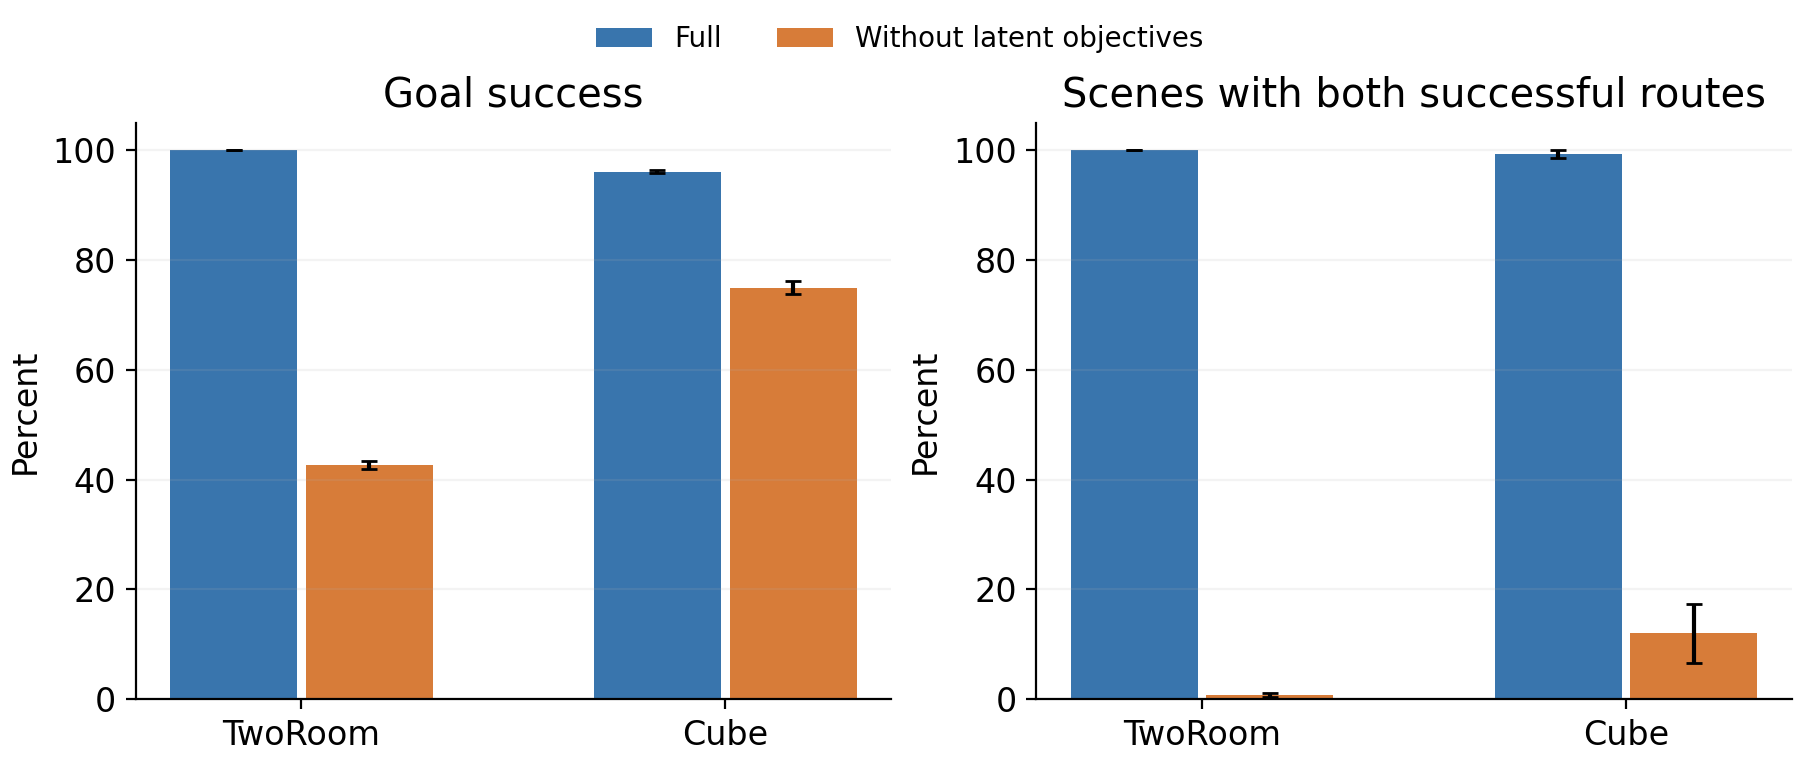 Full
Without latent objectives
Goal success
Percent
100
80
60
40
20
0
TwoRoom
Cube
Scenes with both successful routes
Percent
100
80
60
40
20
0
TwoRoom
Cube